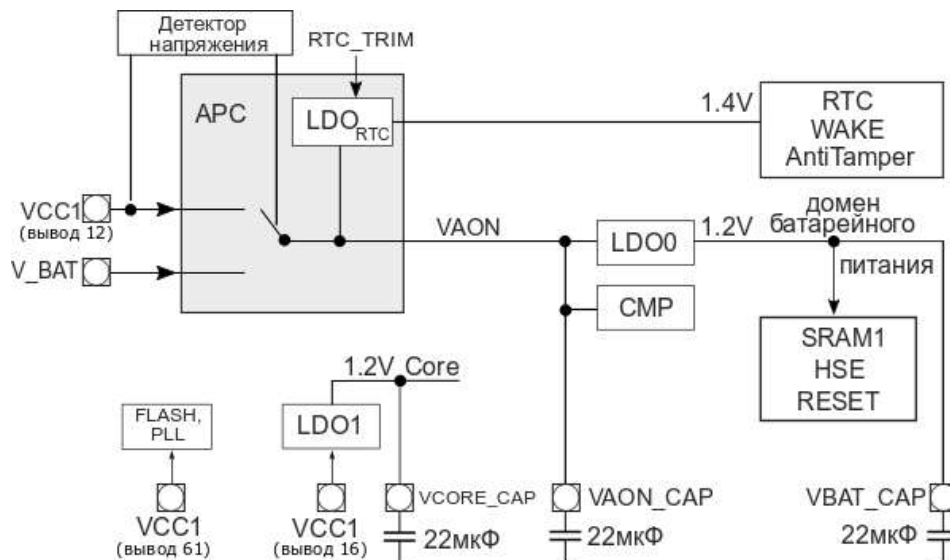 Детектор
напряжения
RTC_TRIM
APC
LDO RTC
1.4V
RTC
WAKE
AntiTamper
VCC1
(вывод 12)
V_BAT
VAON
LDO0
1.2V
домен
батарейного
питания
CMP
SRAM1
HSE
RESET
1.2V_Core
FLASH,
PLL
LDO1
VCC1
(вывод 61)
VCC1
(вывод 16)
VCORE_CAP
22мкФ
VAON_CAP
22мкФ
VBAT_CAP
22мкФ